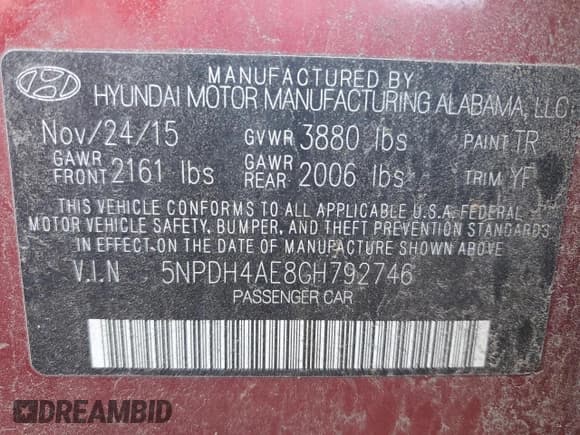 MANUFACTURED BY
HYUNDAI MOTOR MANUFACTURING ALABAMA, LLC
Nov/24/15 GVWR 3880 lbs PAINT TR
GAWR FRONT 2161 lbs GAWR REAR 2006 lbs TRIM YF
THIS VEHICLE CONFORMS TO ALL APPLICABLE U.S.A. FEDERAL
MOTOR VEHICLE SAFETY, BUMPER, AND THEFT PREVENTION STANDARDS
IN EFFECT ON THE DATE OF MANUFACTURE SHOWN ABOVE
V.I.N 5NPDH4AE8GH792746
PASSENGER CAR
DREAMBID